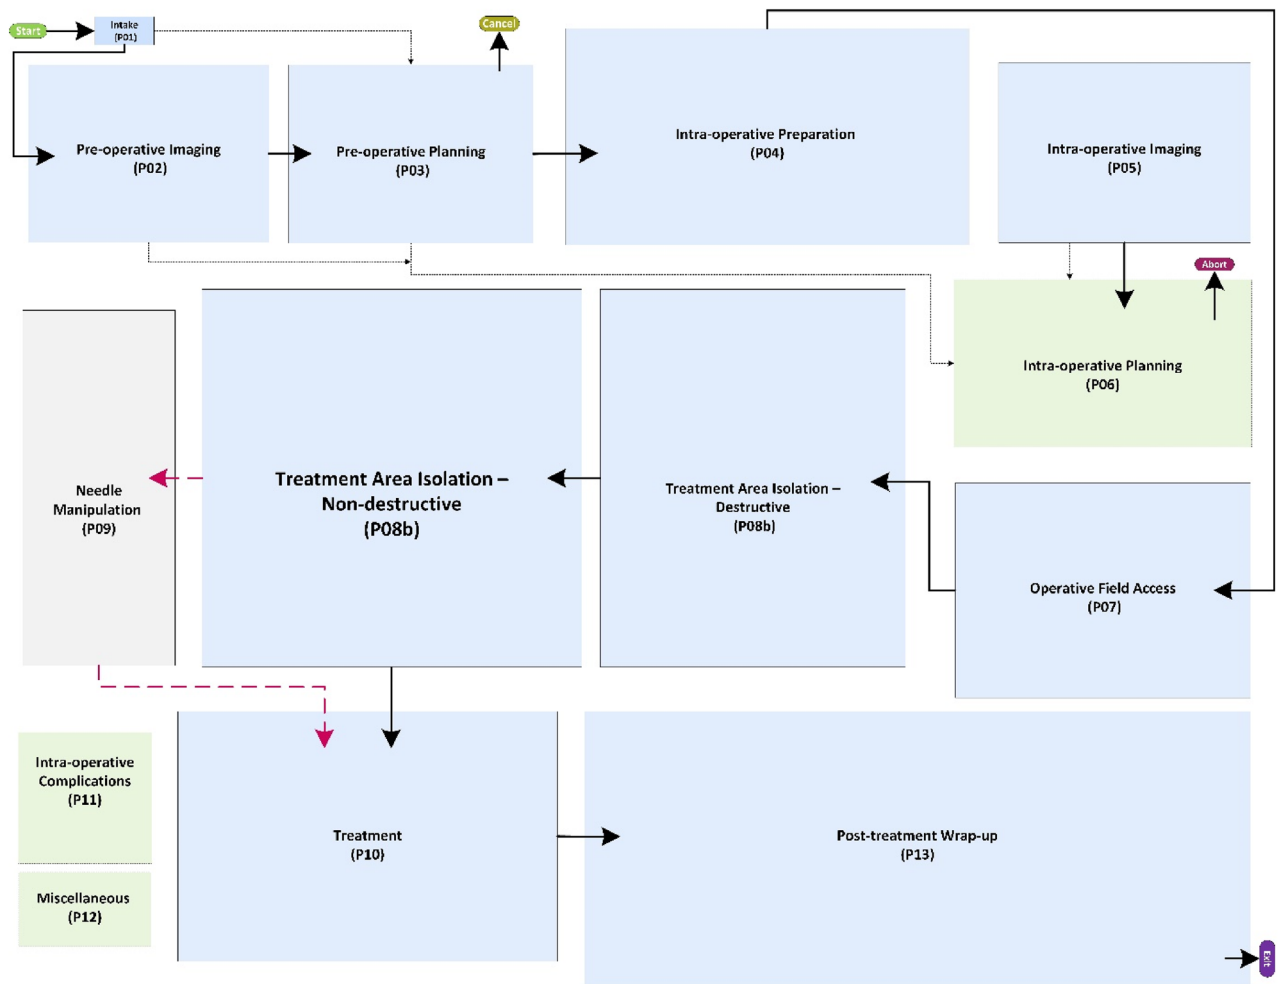 Start
Intake
(P01)
Cancel
Pre-operative Imaging
(P02)
Pre-operative Planning
(P03)
Intra-operative Preparation
(P04)
Intra-operative Imaging
(P05)
Abort
Intra-operative Planning
(P06)
Needle
Manipulation
(P09)
Treatment Area Isolation –
Non-destructive
(P08b)
Treatment Area Isolation –
Destructive
(P08b)
Operative Field Access
(P07)
Intra-operative
Complications
(P11)
Treatment
(P10)
Post-treatment Wrap-up
(P13)
Miscellaneous
(P12)
Exit